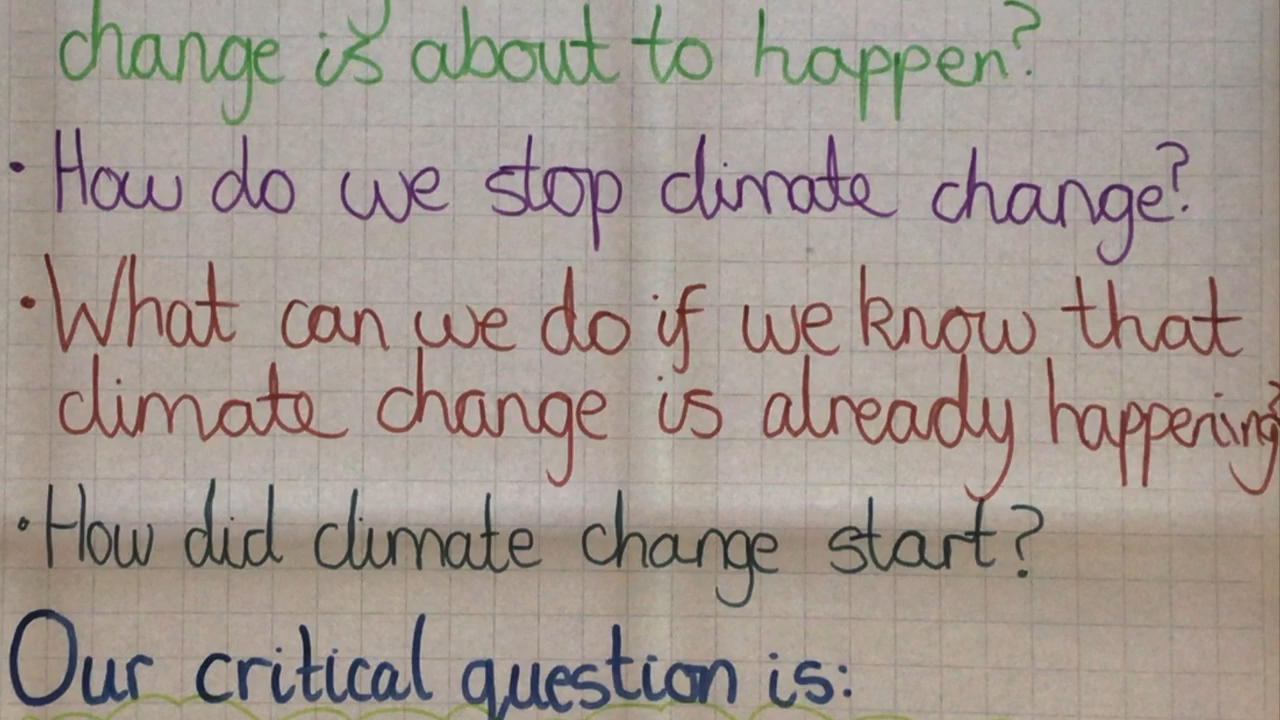 change is about to happen?
• How do we stop climate change?
• What can we do if we know that
climate change is already happening?
• How did climate change start?
Our critical question is: